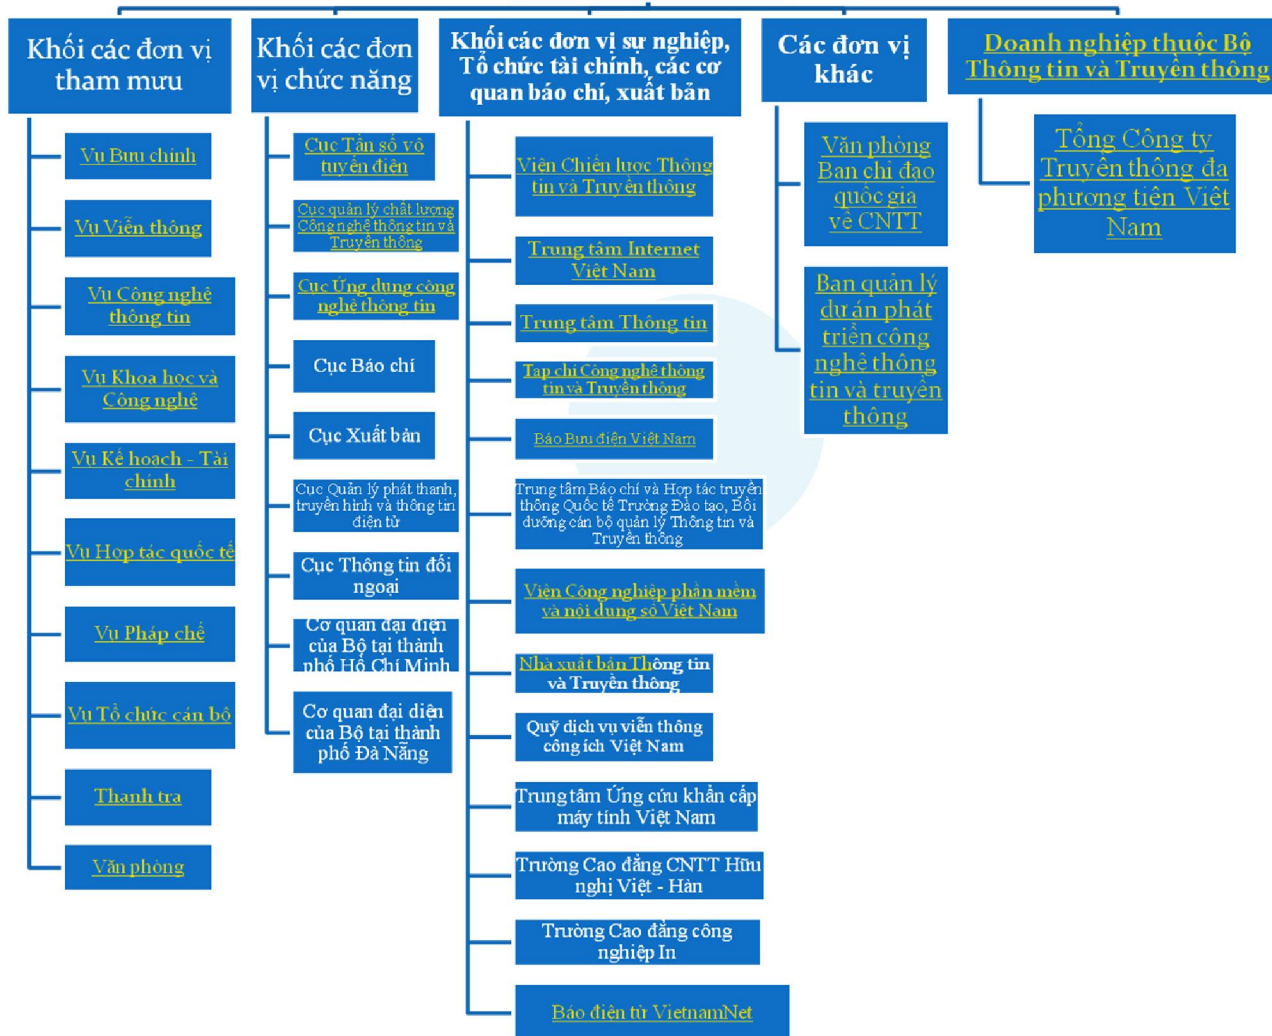 Khối các đơn vị
tham mưu
Vụ Bưu chính
Vụ Viễn thông
Vụ Công nghệ
thông tin
Vụ Khoa học và
Công nghệ
Vụ Kế hoạch - Tài
chính
Vụ Hợp tác quốc tế
Vụ Pháp chế
Vụ Tổ chức cán bộ
Thanh tra
Văn phòng
Khối các đơn
vị chức năng
Cục Tần số vô
tuyến điện
Cục quản lý chất lượng
Công nghệ thông tin và
Truyền thông
Cục Ứng dụng công
nghệ thông tin
Cục Báo chí
Cục Xuất bản
Cục Quản lý phát thanh,
truyền hình và thông tin
điện tử
Cục Thông tin đối
ngoại
Cơ quan đại diện
của Bộ tại thành
phố Hồ Chí Minh
Cơ quan đại diện
của Bộ tại thành
phố Đà Nẵng
Khối các đơn vị sự nghiệp,
Tổ chức tài chính, các cơ
quan báo chí, xuất bản
Viện Chiến lược Thông
tin và Truyền thông
Trung tâm Internet
Việt Nam
Trung tâm Thông tin
Tạp chí Công nghệ thông
tin và Truyền thông
Báo Bưu điện Việt Nam
Trung tâm Báo chí và Hợp tác truyền
thông Quốc tế Trường Đào tạo, Bồi
dưỡng cán bộ quản lý Thông tin và
Truyền thông
Viện Công nghiệp phần mềm
và nội dung số Việt Nam
Nhà xuất bản Thông tin
và Truyền thông
Quỹ dịch vụ viễn thông
công ích Việt Nam
Trung tâm Ứng cứu khẩn cấp
máy tính Việt Nam
Trường Cao đẳng CNTT Hữu
nghị Việt - Hàn
Trường Cao đẳng công
nghiệp In
Báo điện tử VietnamNet
Các đơn vị
khác
Văn phòng
Ban chỉ đạo
quốc gia
về CNTT
Ban quản lý
dự án phát
triển công
nghệ thông
tin và truyền
thông
Doanh nghiệp thuộc Bộ
Thông tin và Truyền thông
Tổng Công ty
Truyền thông đa
phương tiện Việt
Nam